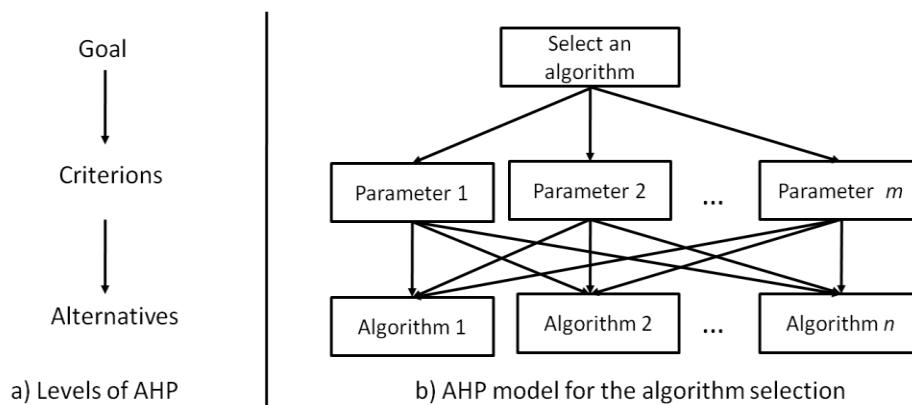 Goal
Criterions
Alternatives
a) Levels of AHP
Select an
algorithm
Parameter 1
Parameter 2
...
Parameter m
Algorithm 1
Algorithm 2
...
Algorithm n
b) AHP model for the algorithm selection